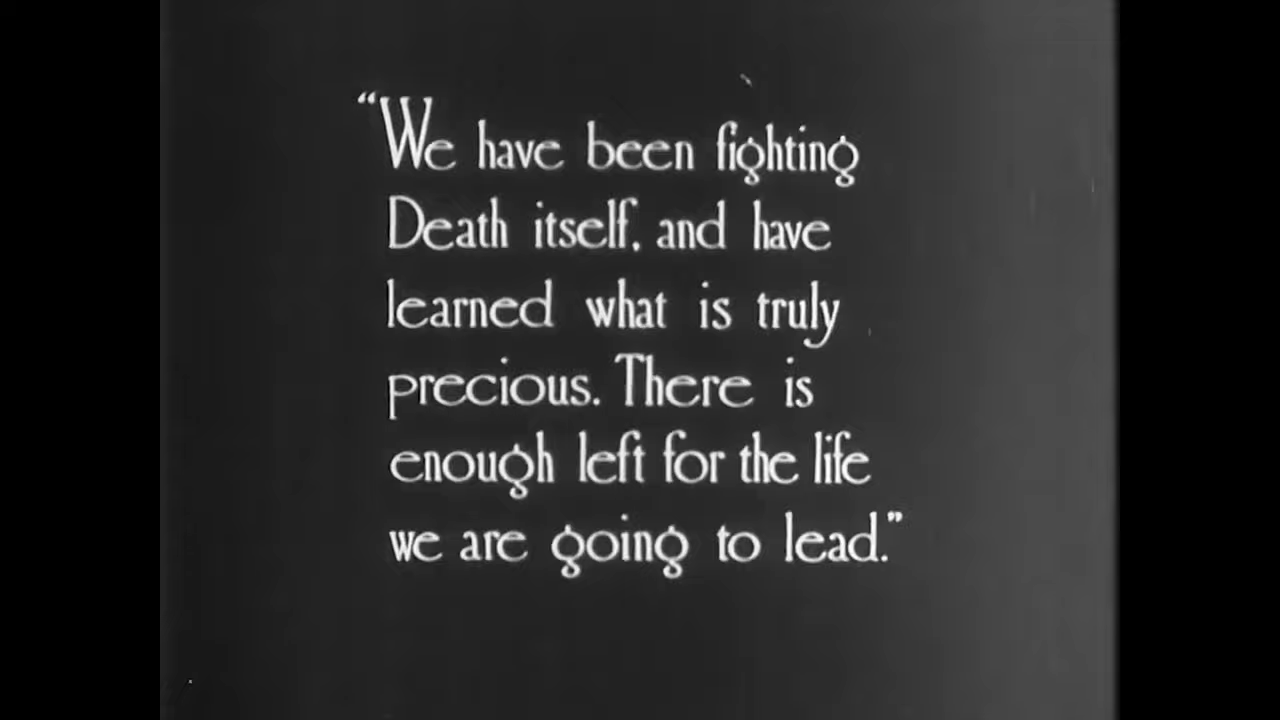 “We have been fighting
Death itself, and have
learned what is truly
precious. There is
enough left for the life
we are going to lead.”